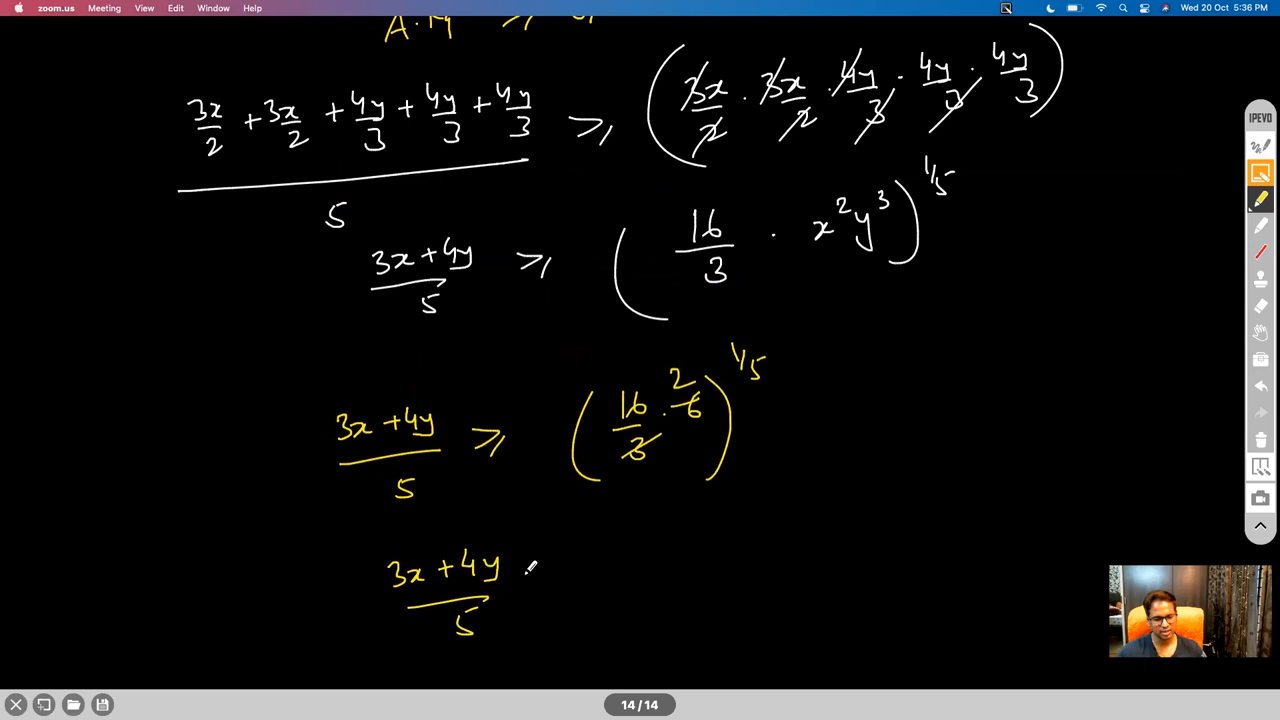 zoom.us Meeting View Edit Window Help Wed 20 Oct 5:36 PM
A.M ≥
3x/2 + 3x/2 + 4y/3 + 4y/3 + 4y/3 ≥ (3x/2 · 3x/2 · 4y/3 · 4y/3 · 4y/3)
5
3x+4y/5 ≥ (16/3 · x²y³)^1/5
3x+4y/5 ≥ (16/3 · 2 6)^1/5
3x+4y/5
IPEVO
14/14